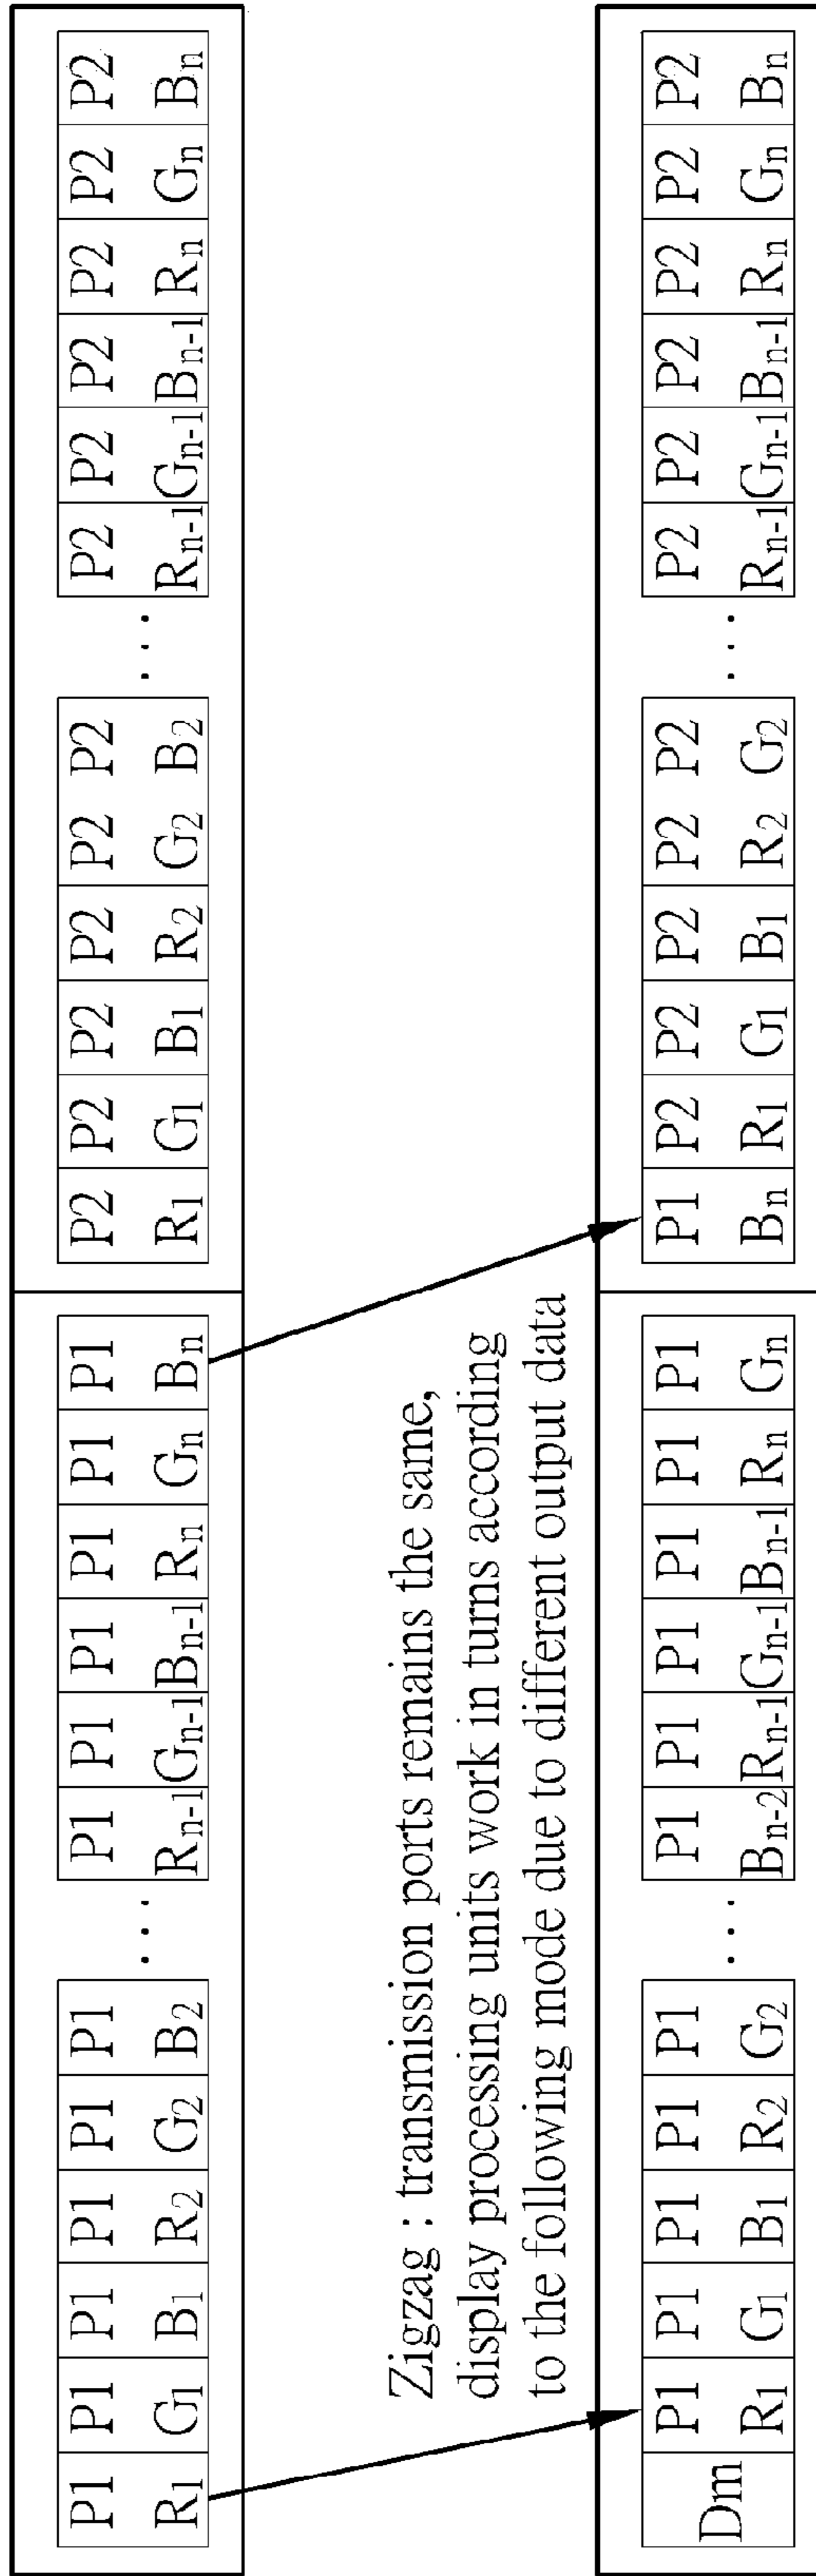 P1 P1 P1 P1 P1 P1 ... P1 P1 P1 P1 P1 P1 P2 P2 P2 P2 P2 P2 ... P2 P2 P2 P2 P2 P2
R1 G1 B1 R2 G2 B2 Rn-1 Gn-1 Bn-1 Rn Gn Bn R1 G1 B1 R2 G2 B2 Rn-1 Gn-1 Bn-1 Rn Gn Bn
Zigzag : transmission ports remains the same,
display processing units work in turns according
to the following mode due to different output data
Dm P1 P1 P1 P1 P1 ... P1 P1 P1 P1 P1 P1 P1 P2 P2 P2 P2 P2 ... P2 P2 P2 P2 P2 P2
R1 G1 B1 R2 G2 Bn-2 Rn-1 Gn-1 Bn-1 Rn Gn Bn R1 G1 B1 R2 G2 Rn-1 Gn-1 Bn-1 Rn Gn Bn